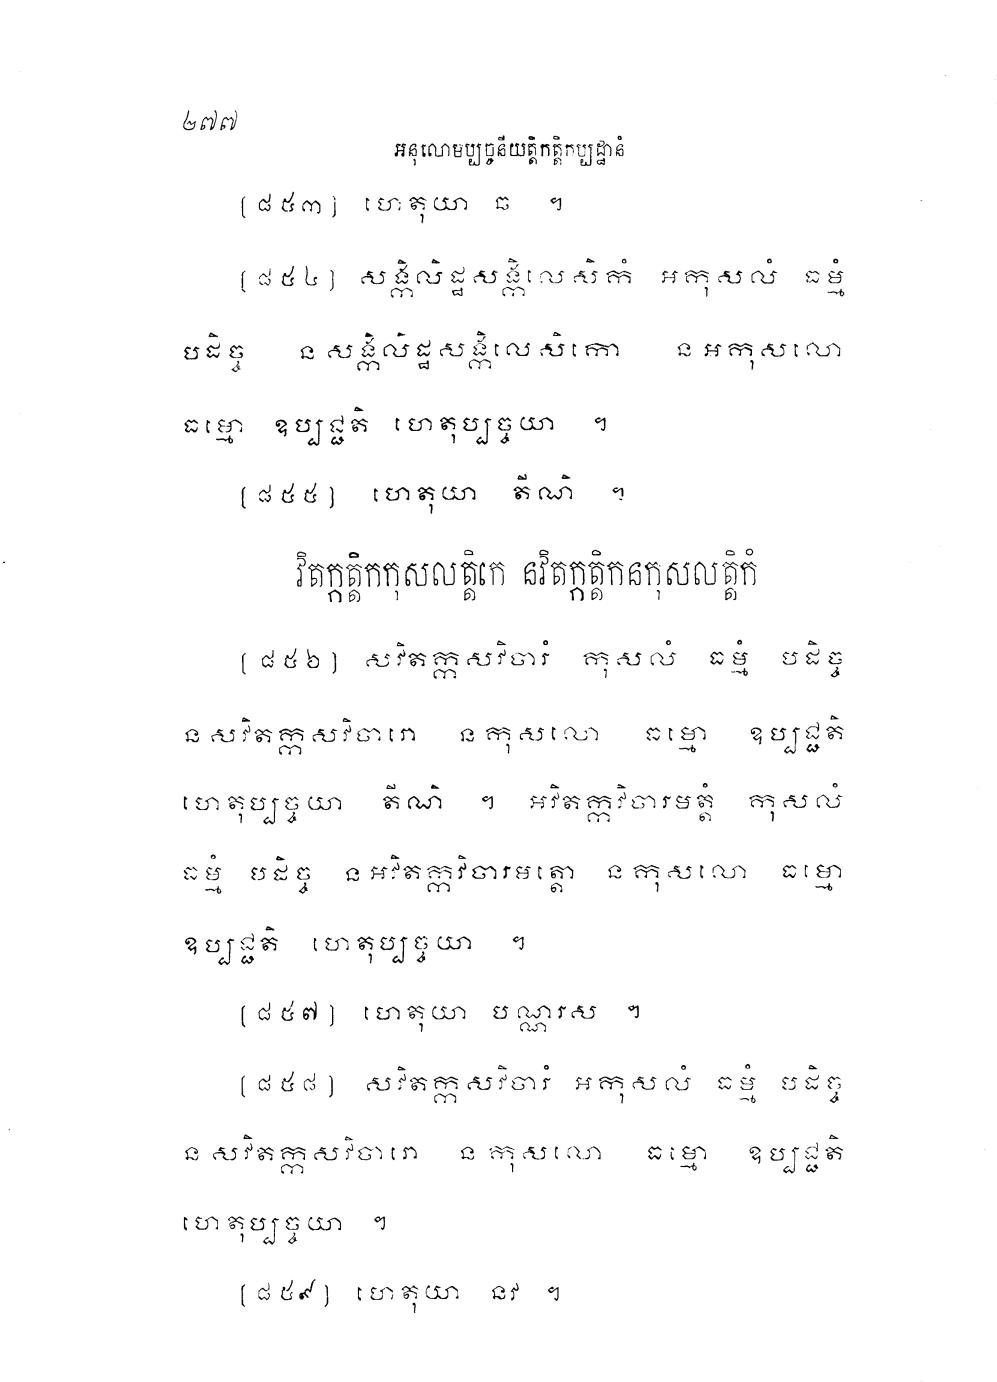 ២៧៧
អនុលោមប្បច្ចនីយត្តិកត្តិកប្បដ្ឋានំ
[៨៥៣] ហេតុយា ឆ ។
[៨៥៤] សង្កិលិដ្ឋសង្កិលេសិកំ អកុសលំ ធម្មំ
បដិច្ច នសង្កិលិដ្ឋសង្កិលេសិកោ នអកុសលោ
ធម្មោ ឧប្បជ្ជតិ ហេតុប្បច្ចយា ។
[៨៥៥] ហេតុយា តីណិ ។
វិតក្កត្តិកកុសលត្តិកេ នវិតក្កត្តិកនកុសលត្តិកំ
[៨៥៦] សវិតក្កសវិចារំ កុសលំ ធម្មំ បដិច្ច
នសវិតក្កសវិចារោ នកុសលោ ធម្មោ ឧប្បជ្ជតិ
ហេតុប្បច្ចយា តីណិ ។ អវិតក្កវិចារមត្តំ កុសលំ
ធម្មំ បដិច្ច នអវិតក្កវិចារមត្តោ នកុសលោ ធម្មោ
ឧប្បជ្ជតិ ហេតុប្បច្ចយា ។
[៨៥៧] ហេតុយា បណ្ណរស ។
[៨៥៨] សវិតក្កសវិចារំ អកុសលំ ធម្មំ បដិច្ច
នសវិតក្កសវិចារោ នកុសលោ ធម្មោ ឧប្បជ្ជតិ
ហេតុប្បច្ចយា ។
[៨៥៩] ហេតុយា នវ ។